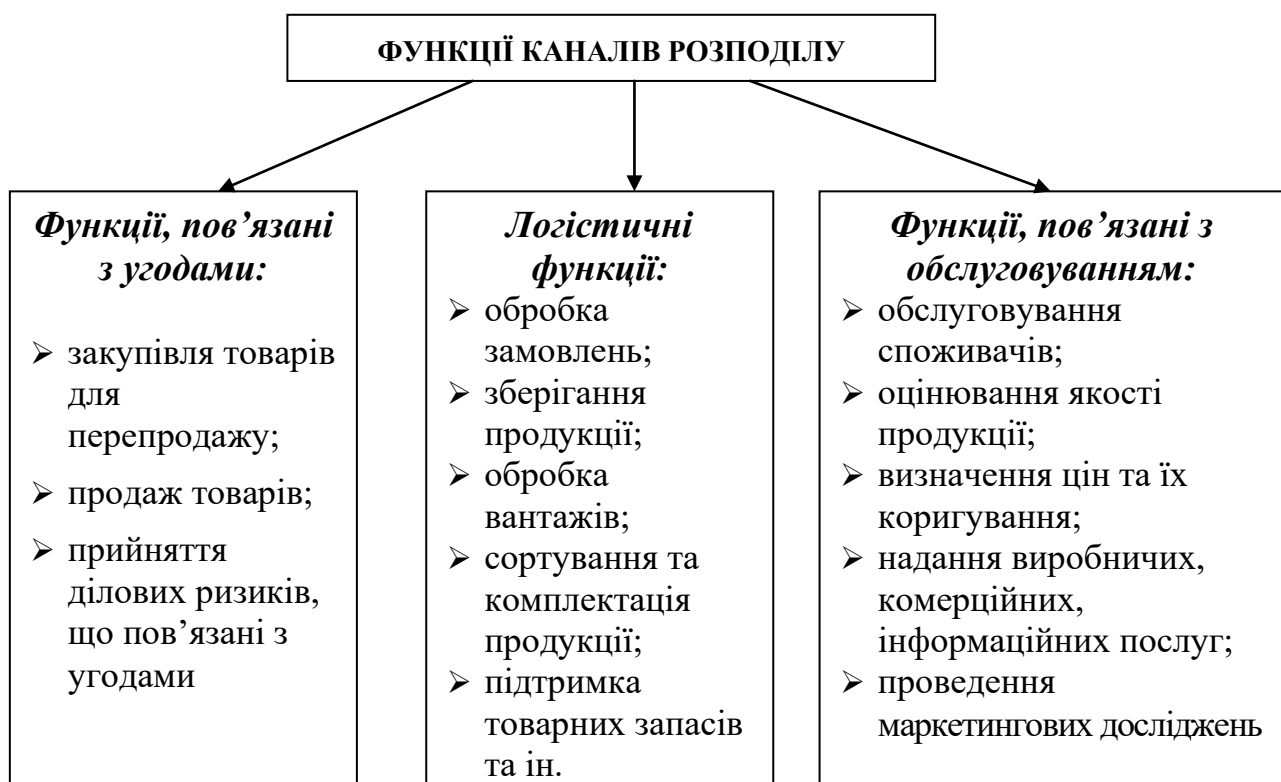 ФУНКЦІЇ КАНАЛІВ РОЗПОДІЛУ
Функції, пов’язані
з угодами:
➢ закупівля товарів
для
перепродажу;
➢ продаж товарів;
➢ прийняття
ділових ризиків,
що пов’язані з
угодами
Логістичні
функції:
➢ обробка
замовлень;
➢ зберігання
продукції;
➢ обробка
вантажів;
➢ сортування та
комплектація
продукції;
➢ підтримка
товарних запасів
та ін.
Функції, пов’язані з
обслуговуванням:
➢ обслуговування
споживачів;
➢ оцінювання якості
продукції;
➢ визначення цін та їх
коригування;
➢ надання виробничих,
комерційних,
інформаційних послуг;
➢ проведення
маркетингових досліджень